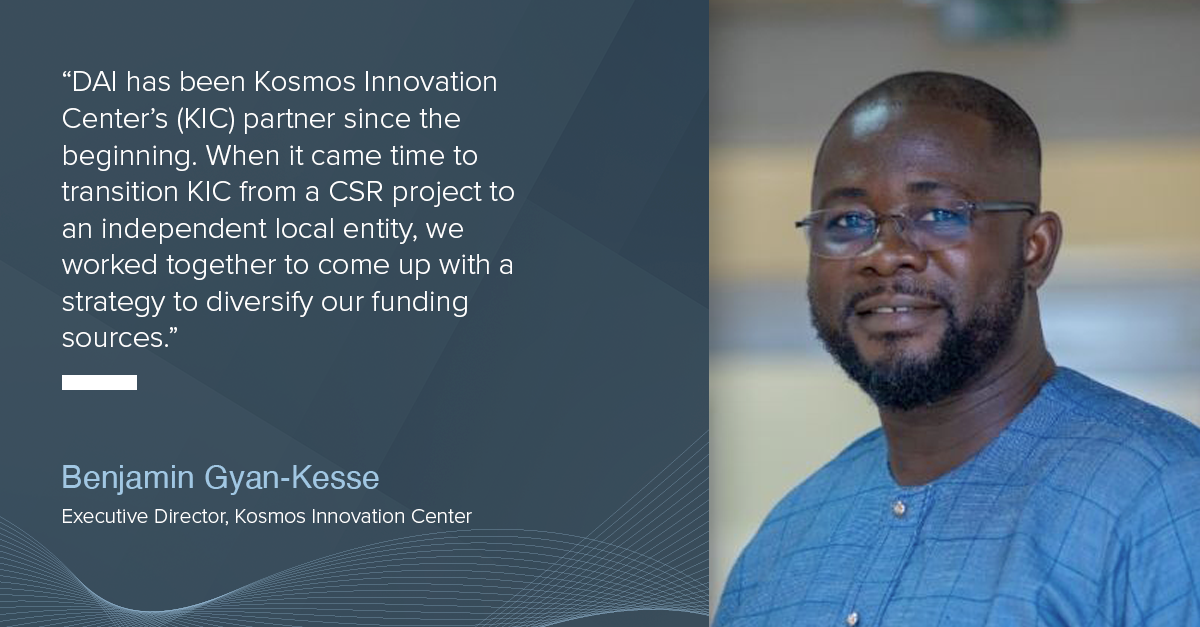 “DAI has been Kosmos Innovation
Center’s (KIC) partner since the
beginning. When it came time to
transition KIC from a CSR project to
an independent local entity, we
worked together to come up with a
strategy to diversify our funding
sources.”
Benjamin Gyan-Kesse
Executive Director, Kosmos Innovation Center